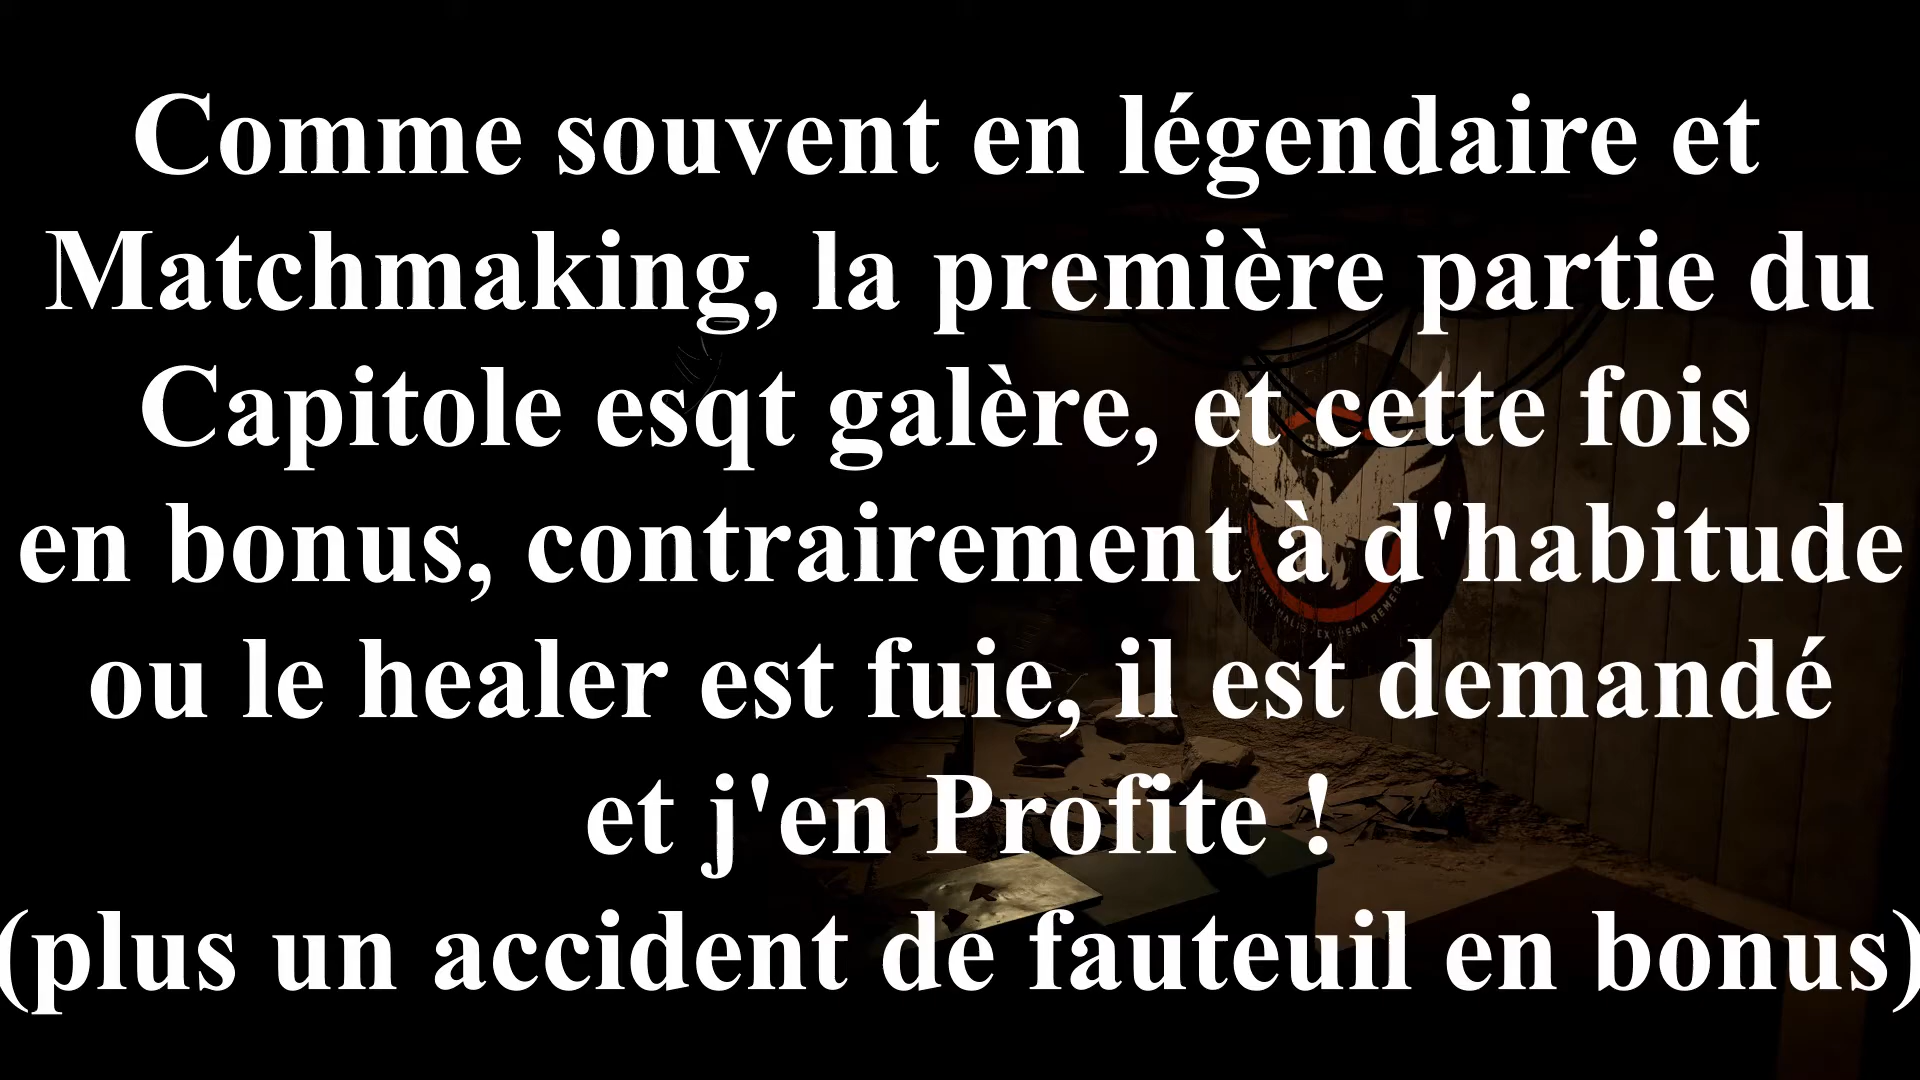 Comme souvent en légendaire et
Matchmaking, la première partie du
Capitole esqt galère, et cette fois
en bonus, contrairement à d'habitude
ou le healer est fuie, il est demandé
et j'en Profite !
(plus un accident de fauteuil en bonus)